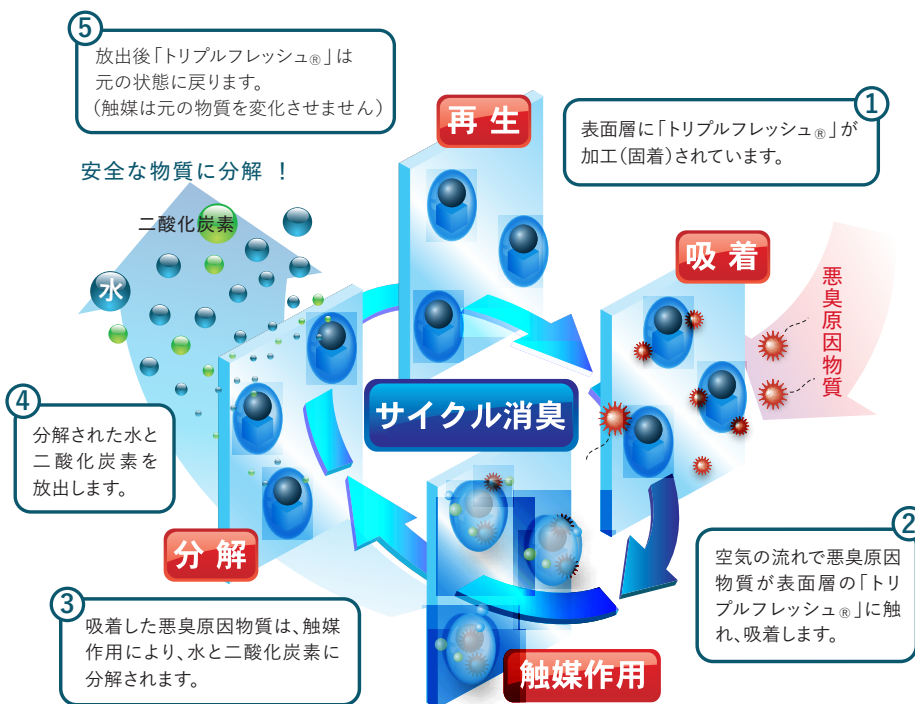 ⑤
放出後「トリプルフレッシュ®」は
元の状態に戻ります。
（触媒は元の物質を変化させません）
再生
①
表面層に「トリプルフレッシュ®」が
加工（固着）されています。
安全な物質に分解！
二酸化炭素
水
吸着
悪臭原因物質
サイクル消臭
④
分解された水と
二酸化炭素を
放出します。
分解
②
空気の流れで悪臭原因
物質が表面層の「トリ
プルフレッシュ®」に触
れ、吸着します。
③
吸着した悪臭原因物質は、触媒
作用により、水と二酸化炭素に
分解されます。
触媒作用